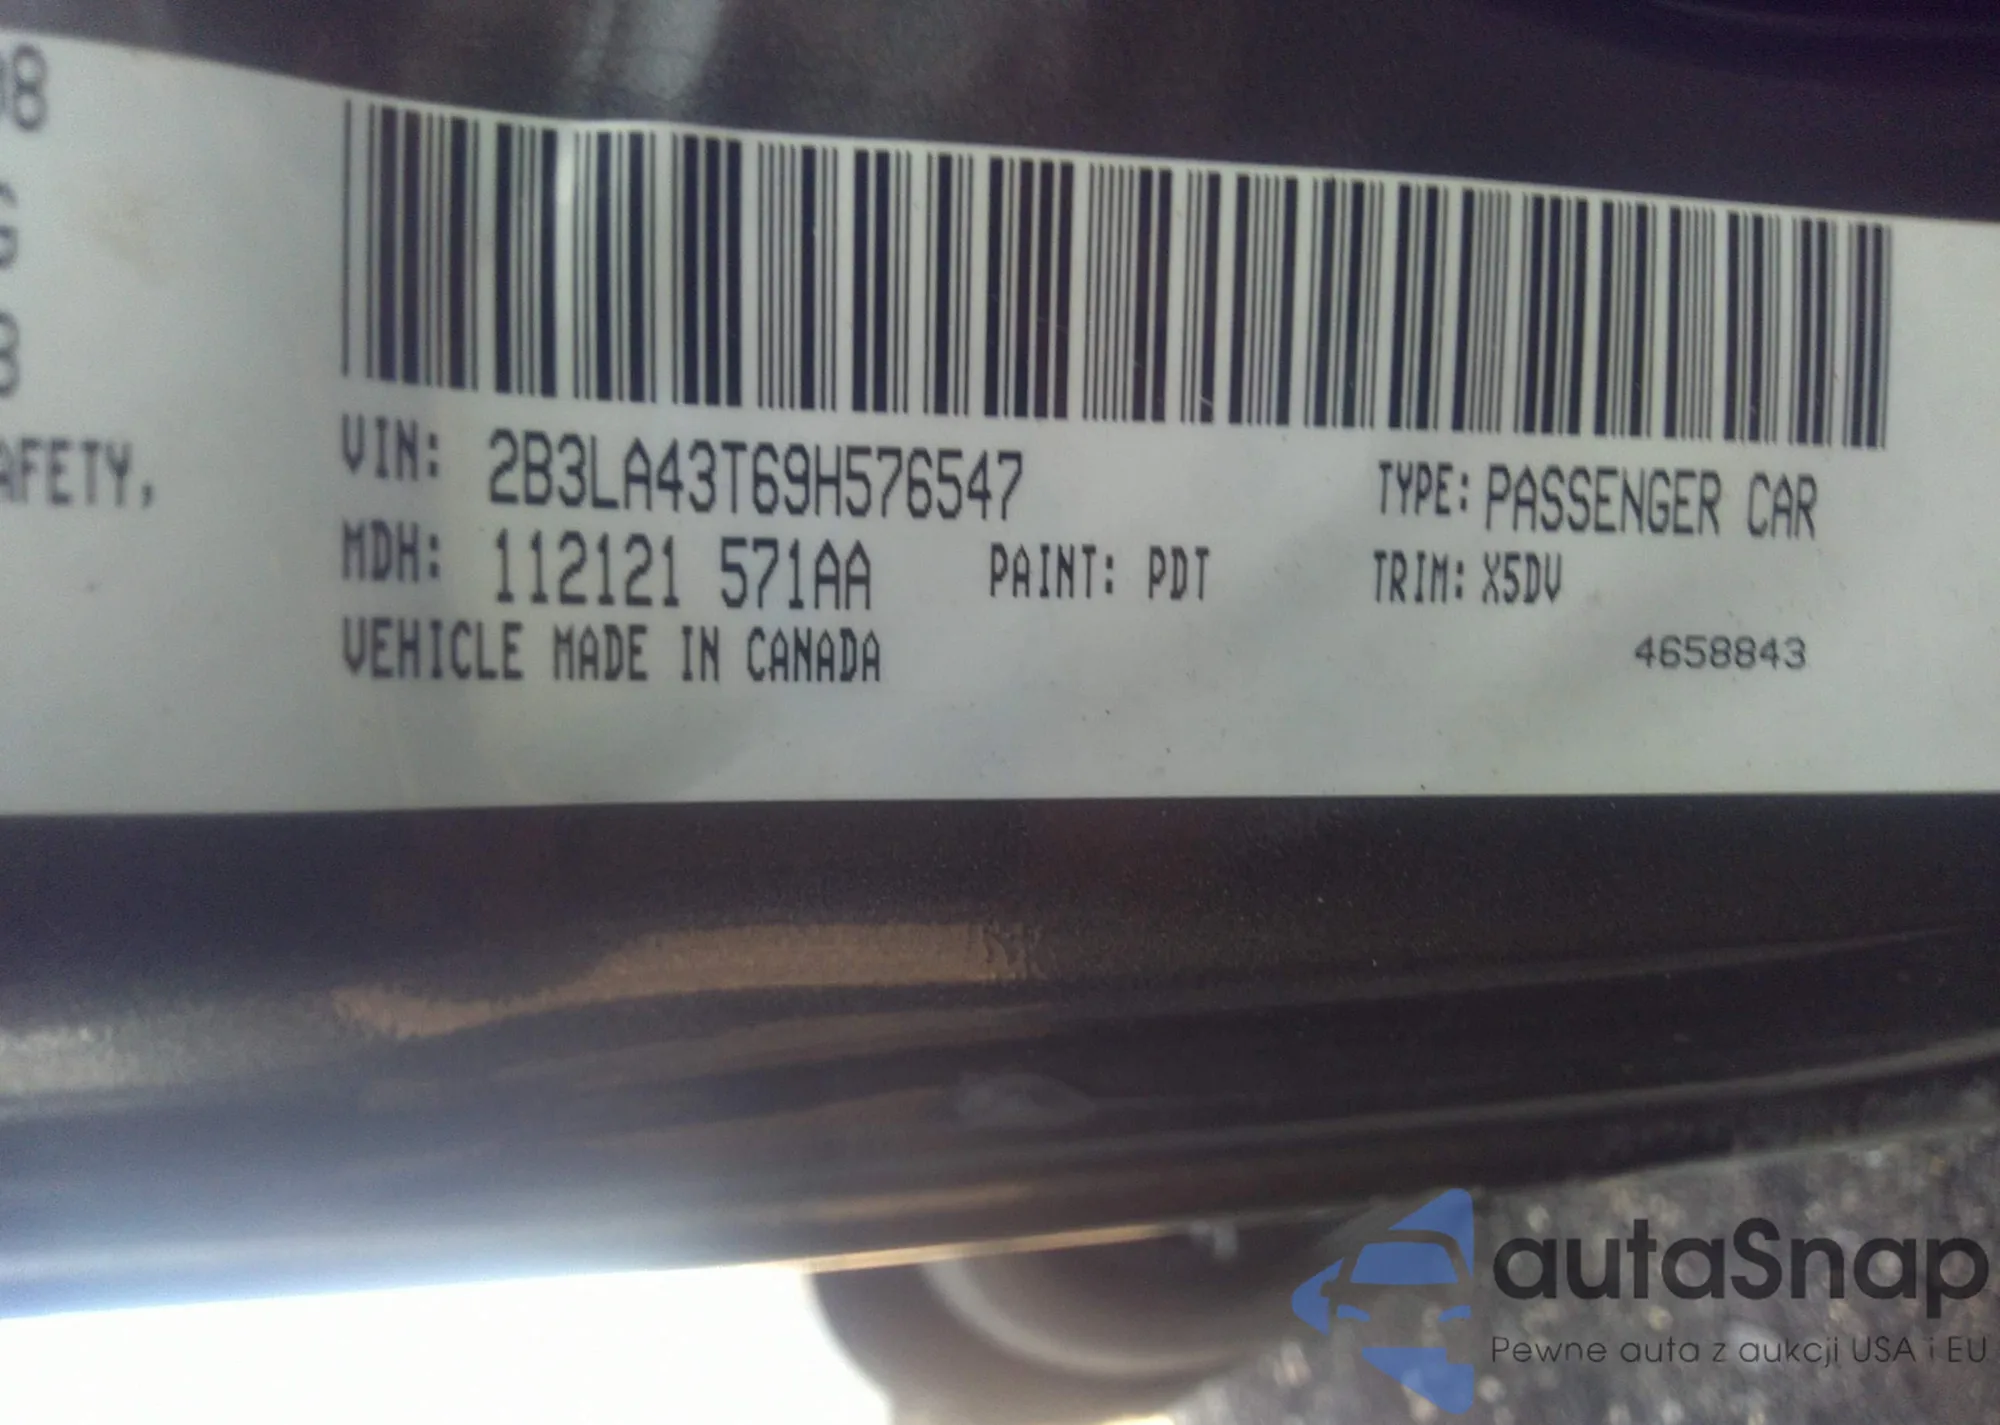 08
AFETY,
VIN: 2B3LA43T69H576547
TYPE: PASSENGER CAR
MDH: 112121 571AA
PAINT: PDT
TRIM: X5DV
VEHICLE MADE IN CANADA
4658843
autaSnap
Pewne auta z aukcji USA i EU